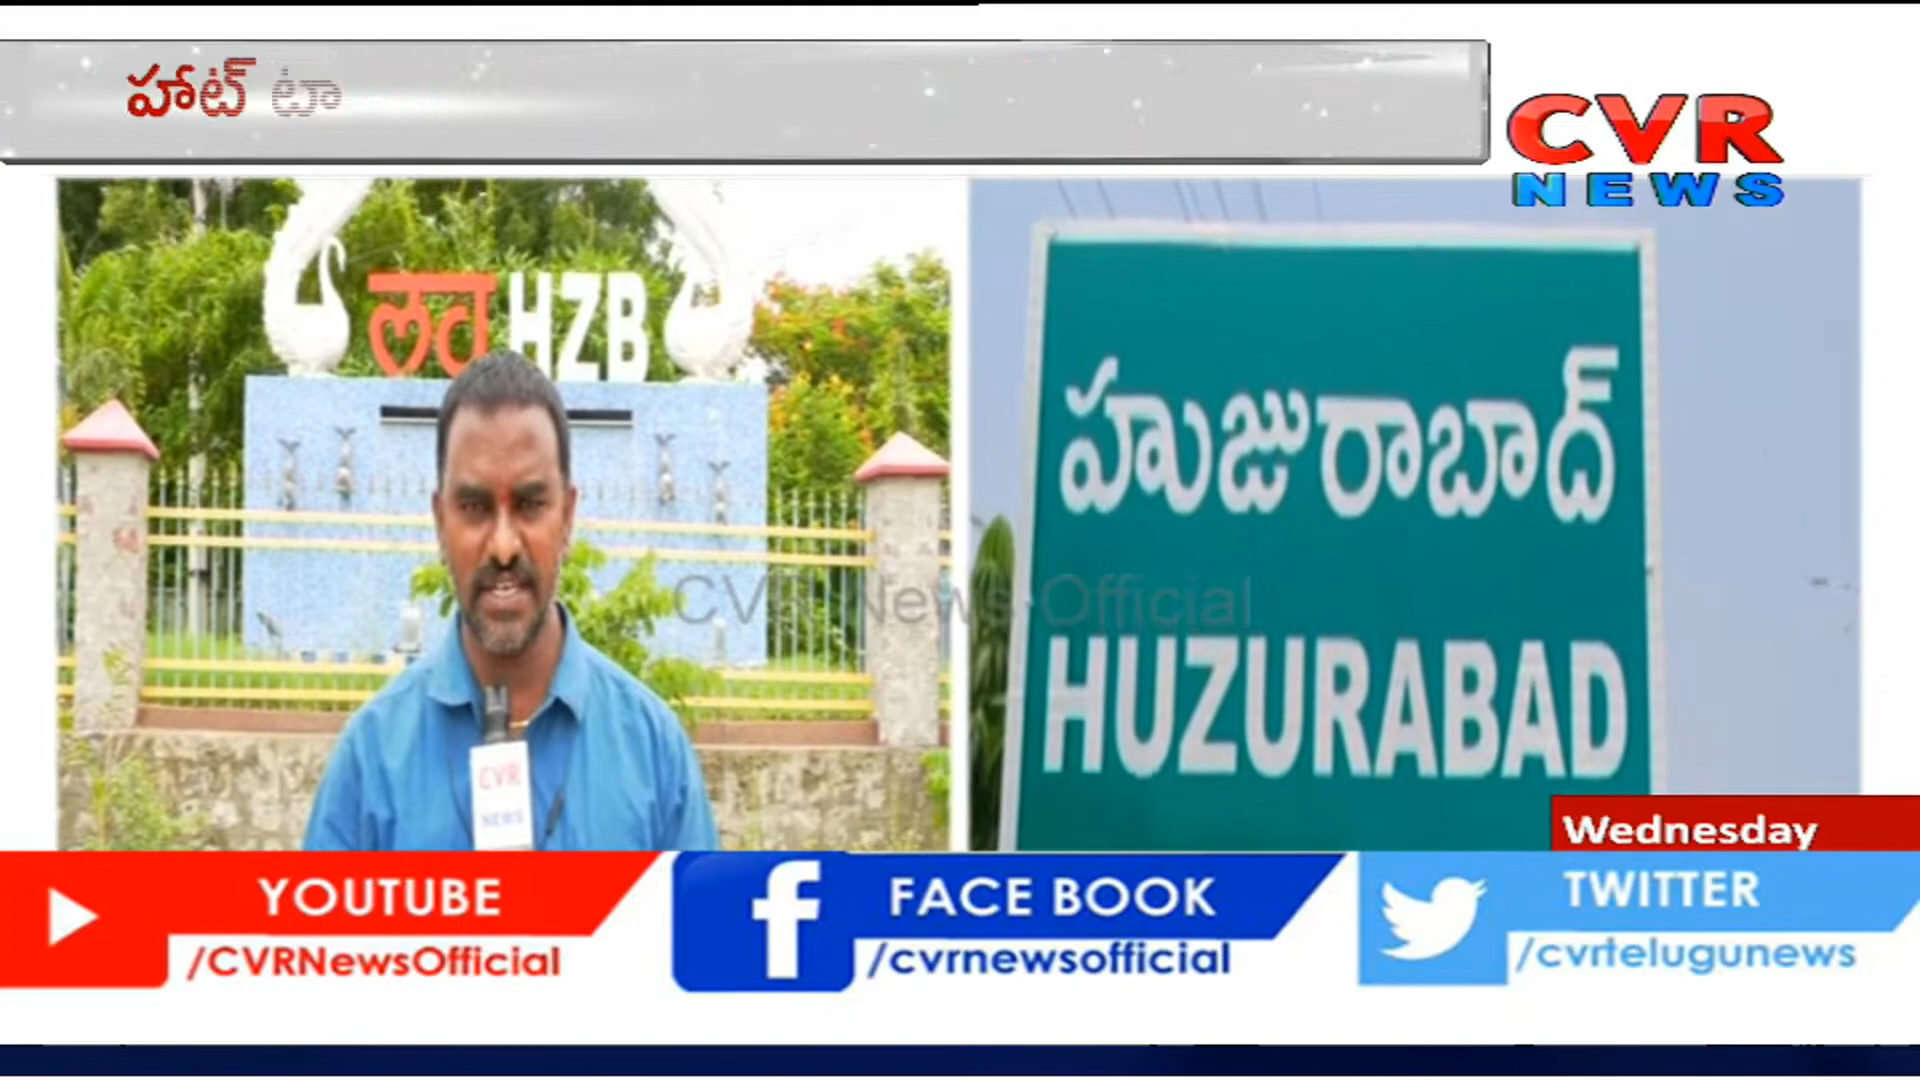 హాట్ టా
CVR
NEWS
HZB
హుజురాబాద్
HUZURABAD
CVR News Official
CVR
NEWS
Wednesday
YOUTUBE
/CVRNewsOfficial
FACE BOOK
/cvrnewsofficial
TWITTER
/cvrtelugunews